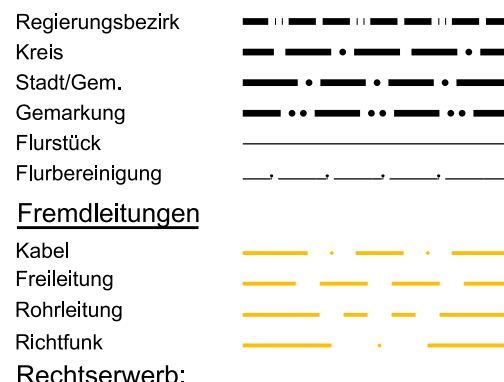 Regierungsbezirk
Kreis
Stadt/Gem.
Gemarkung
Flurstück
Flurbereinigung
Fremdleitungen
Kabel
Freileitung
Rohrleitung
Richtfunk
Rechtserwerb: